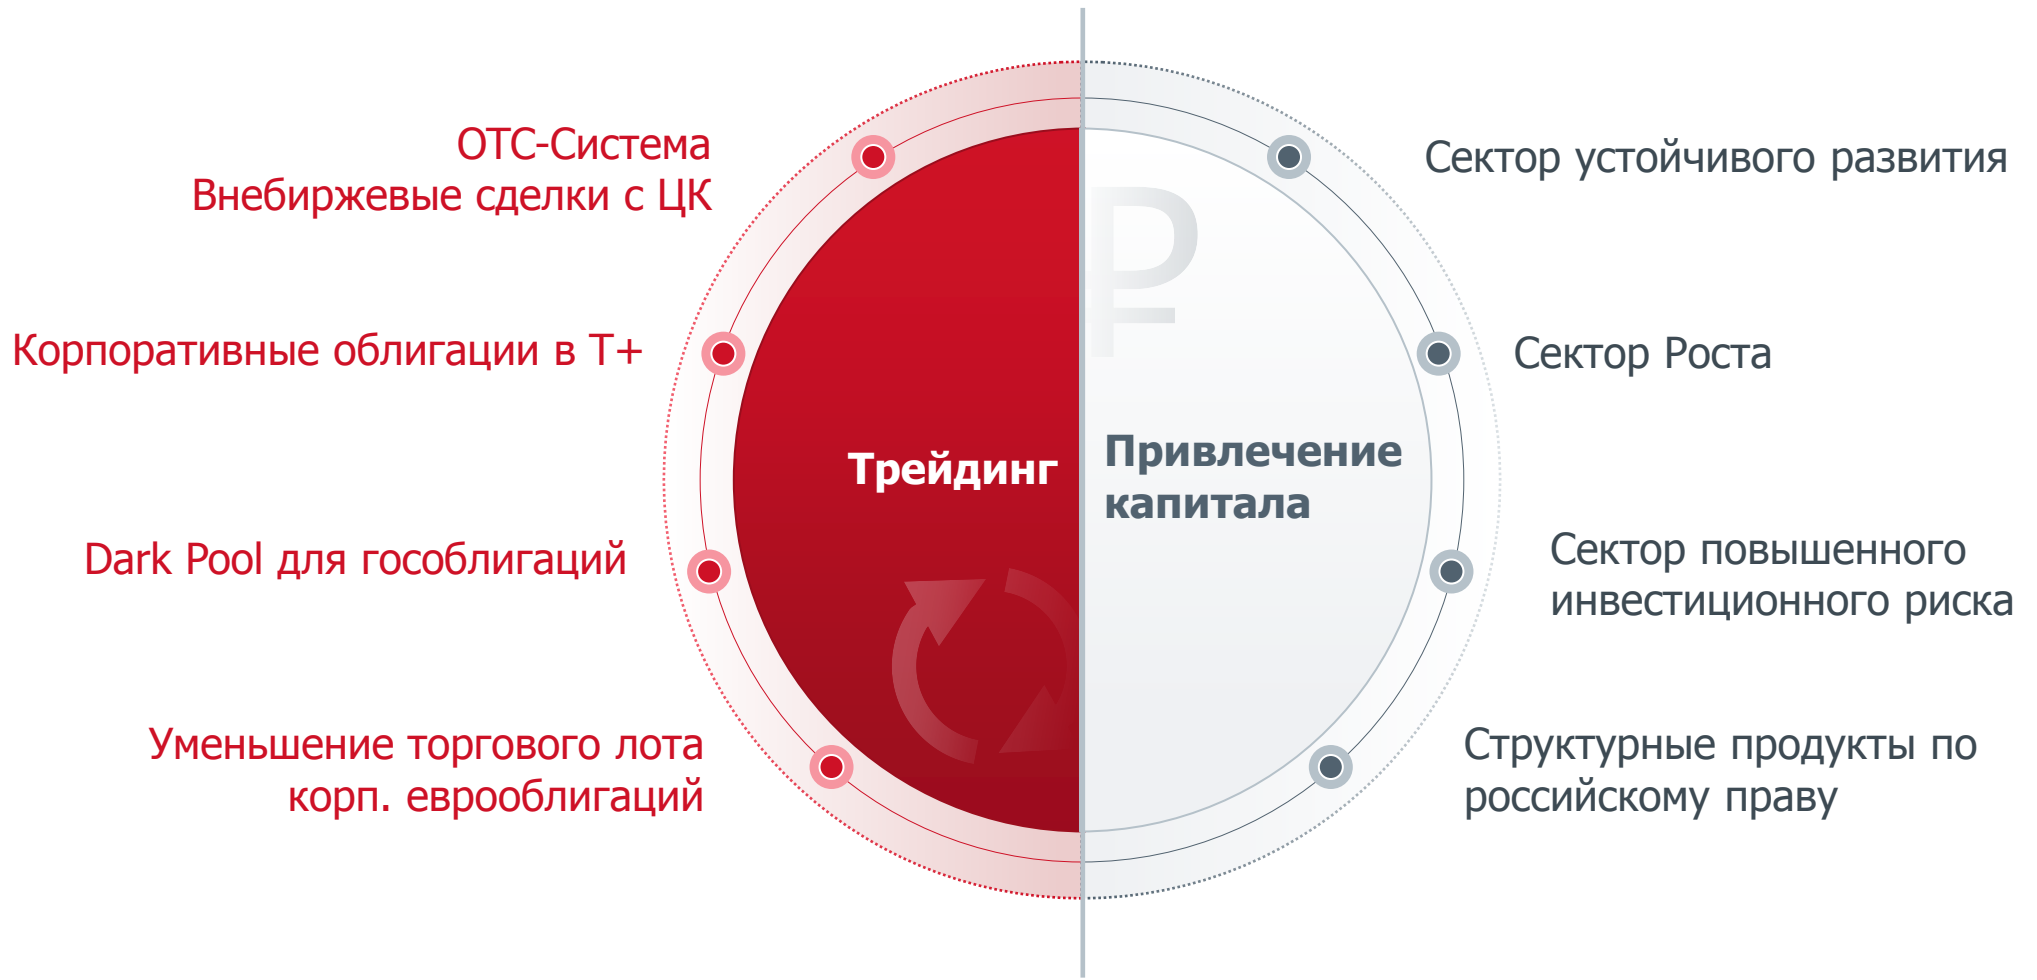 ОТС-Система
Внебиржевые сделки с ЦК
Корпоративные облигации в Т+
Dark Pool для гособлигаций
Уменьшение торгового лота
корп. еврооблигаций
Трейдинг
₽
Привлечение
капитала
Сектор устойчивого развития
Сектор Роста
Сектор повышенного
инвестиционного риска
Структурные продукты по
российскому праву